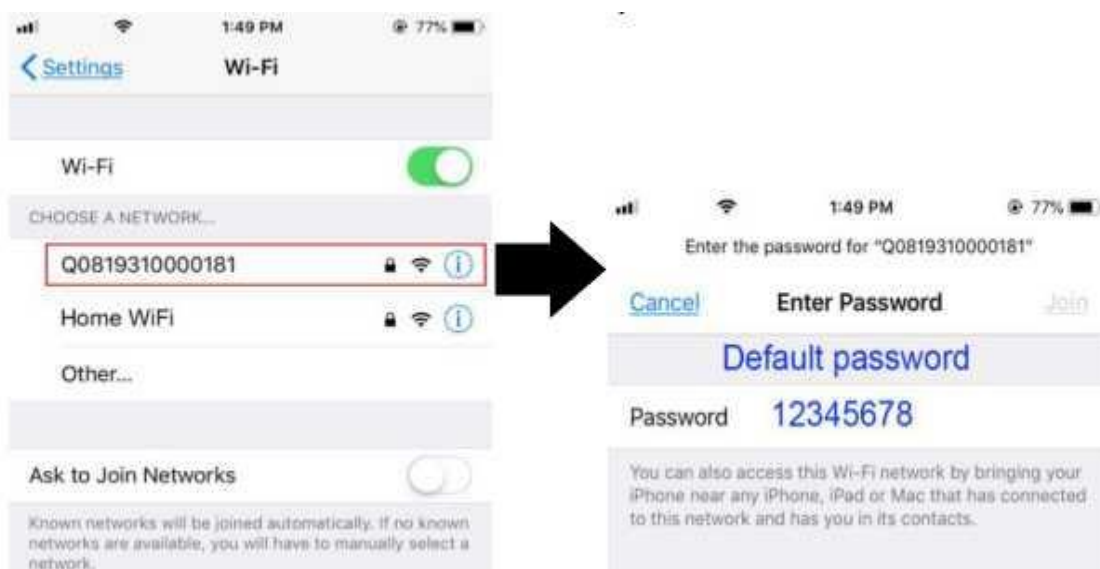 1:49 PM
77%
Settings
Wi-Fi
Wi-Fi
CHOOSE A NETWORK...
Q0819310000181
Home WiFi
Other...
Ask to Join Networks
Known networks will be joined automatically. If no known
networks are available, you will have to manually select a
network.
1:49 PM
77%
Enter the password for "Q0819310000181"
Cancel
Enter Password
Join
Default password
Password
12345678
You can also access this Wi-Fi network by bringing your
iPhone near any iPhone, iPad or Mac that has connected
to this network and has you in its contacts.